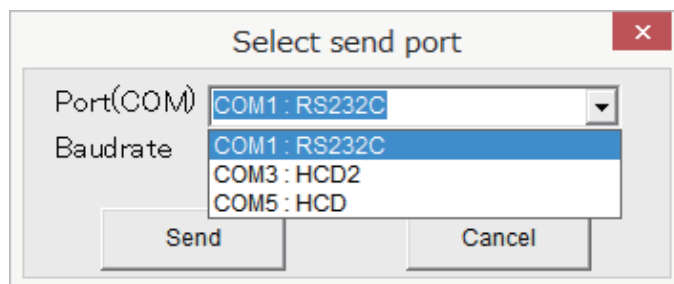 Select send port
Port(COM) COM1 : RS232C
Baudrate COM1 : RS232C
COM3 : HCD2
COM5 : HCD
Send Cancel